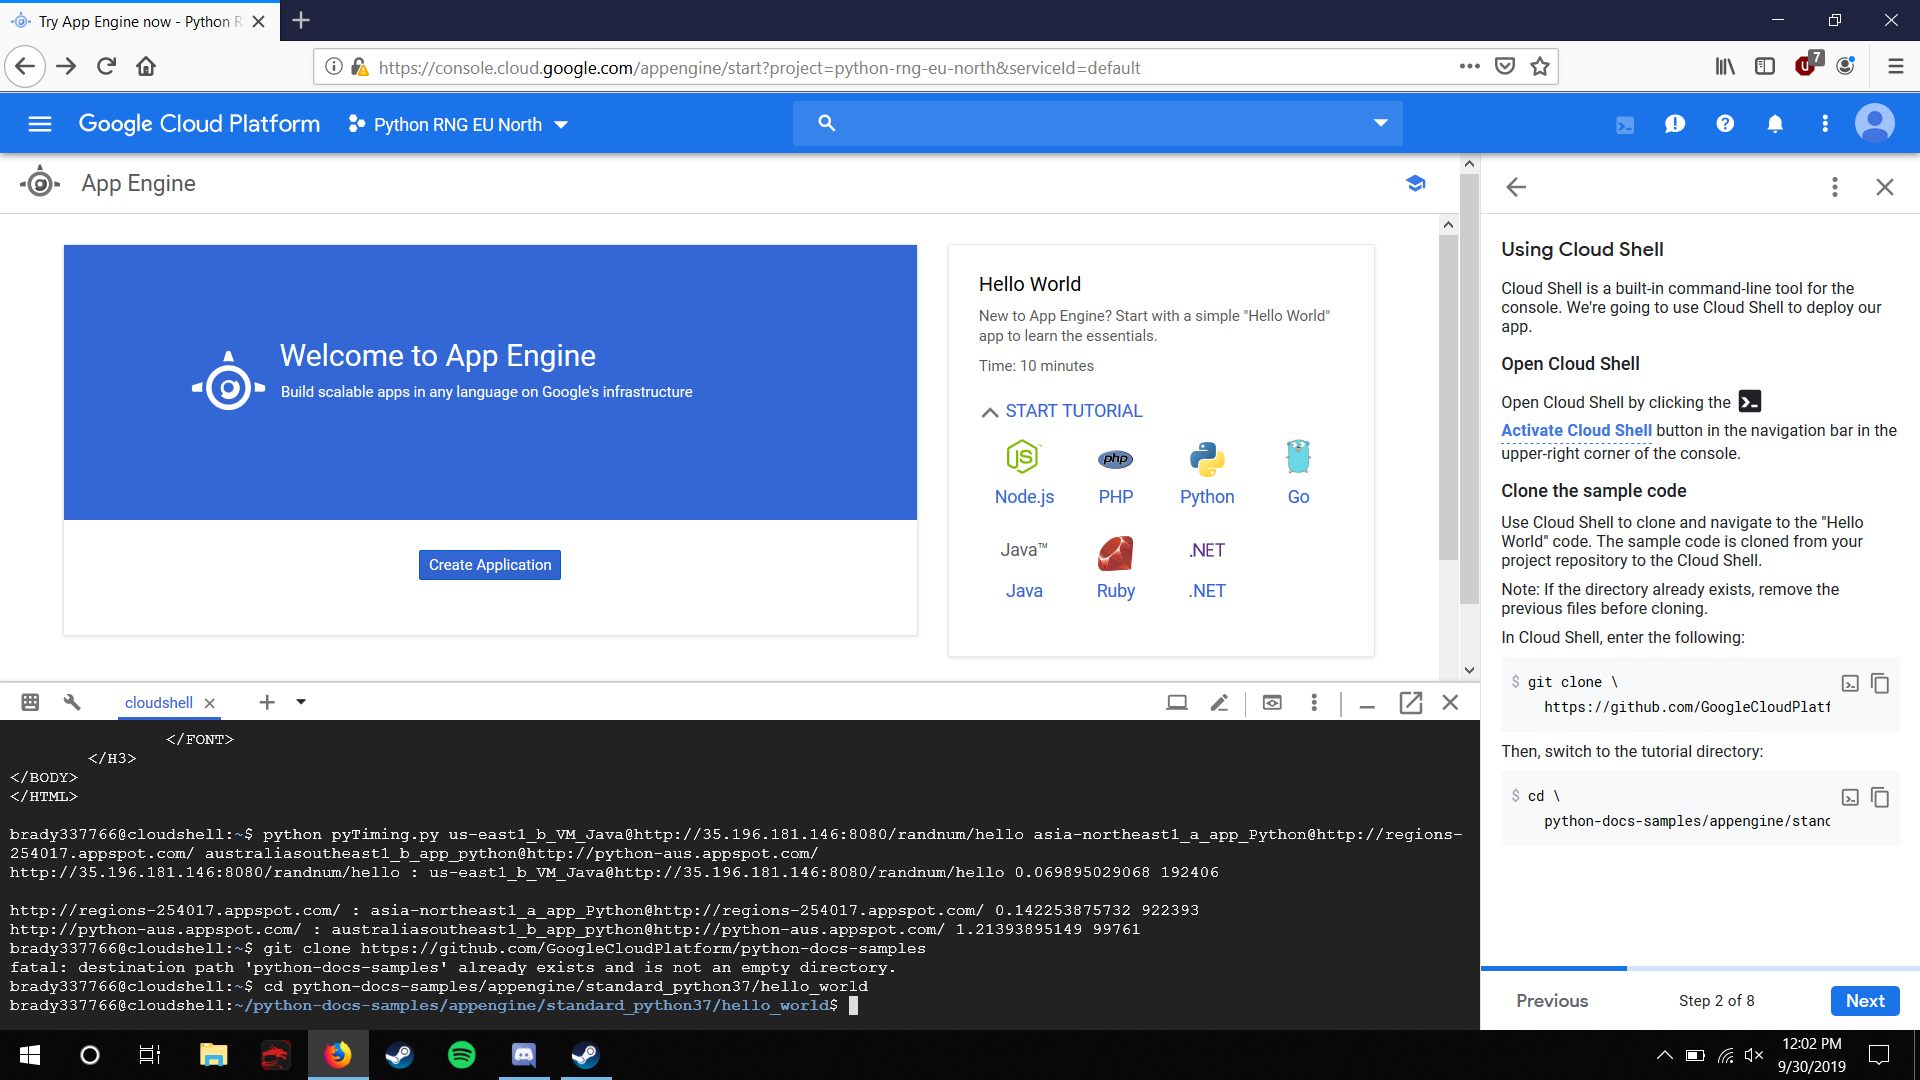 Try App Engine now - Python R
https://console.cloud.google.com/appengine/start?project=python-rng-eu-north&serviceId=default
7
Google Cloud Platform
Python RNG EU North
App Engine
Welcome to App Engine
Build scalable apps in any language on Google's infrastructure
Create Application
Hello World
New to App Engine? Start with a simple "Hello World"
app to learn the essentials.
Time: 10 minutes
START TUTORIAL
JS
php
Node.js
PHP
Python
Go
Java™
.NET
Java
Ruby
.NET
Using Cloud Shell
Cloud Shell is a built-in command-line tool for the
console. We're going to use Cloud Shell to deploy our
app.
Open Cloud Shell
Open Cloud Shell by clicking the
Activate Cloud Shell button in the navigation bar in the
upper-right corner of the console.
Clone the sample code
Use Cloud Shell to clone and navigate to the "Hello
World" code. The sample code is cloned from your
project repository to the Cloud Shell.
Note: If the directory already exists, remove the
previous files before cloning.
In Cloud Shell, enter the following:
$ git clone \
https://github.com/GoogleCloudPlatf
Then, switch to the tutorial directory:
$ cd \
python-docs-samples/appengine/stand
Previous
Step 2 of 8
Next
cloudshell
</FONT>
</H3>
</BODY>
</HTML>
brady337766@cloudshell:~$ python pyTiming.py us-east1_b_VM_Java@http://35.196.181.146:8080/randnum/hello asia-northeast1_a_app_Python@http://regions-
254017.appspot.com/ australiasoutheast1_b_app_python@http://python-aus.appspot.com/
http://35.196.181.146:8080/randnum/hello : us-east1_b_VM_Java@http://35.196.181.146:8080/randnum/hello 0.069895029068 192406
http://regions-254017.appspot.com/ : asia-northeast1_a_app_Python@http://regions-254017.appspot.com/ 0.142253875732 922393
http://python-aus.appspot.com/ : australiasoutheast1_b_app_python@http://python-aus.appspot.com/ 1.21393895149 99761
brady337766@cloudshell:~$ git clone https://github.com/GoogleCloudPlatform/python-docs-samples
fatal: destination path 'python-docs-samples' already exists and is not an empty directory.
brady337766@cloudshell:~$ cd python-docs-samples/appengine/standard_python37/hello_world
brady337766@cloudshell:~/python-docs-samples/appengine/standard_python37/hello_world$
12:02 PM
9/30/2019